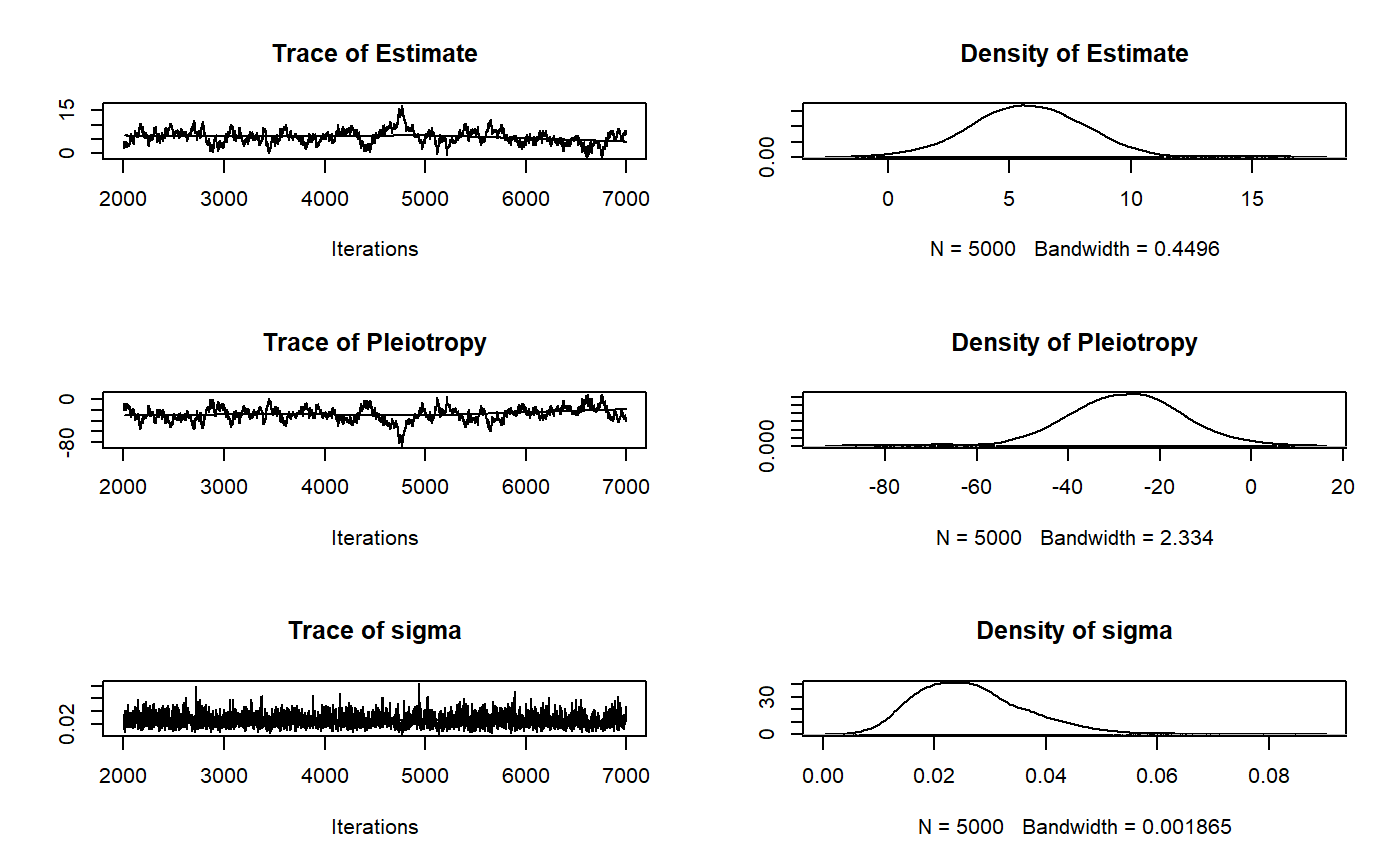 Trace of Estimate
15
0
2000 3000 4000 5000 6000 7000
Iterations
Density of Estimate
0.00
0 5 10 15
N = 5000 Bandwidth = 0.4496
Trace of Pleiotropy
0
-80
2000 3000 4000 5000 6000 7000
Iterations
Density of Pleiotropy
0.000
-80 -60 -40 -20 0 20
N = 5000 Bandwidth = 2.334
Trace of sigma
0.02
2000 3000 4000 5000 6000 7000
Iterations
Density of sigma
30
0
0.00 0.02 0.04 0.06 0.08
N = 5000 Bandwidth = 0.001865